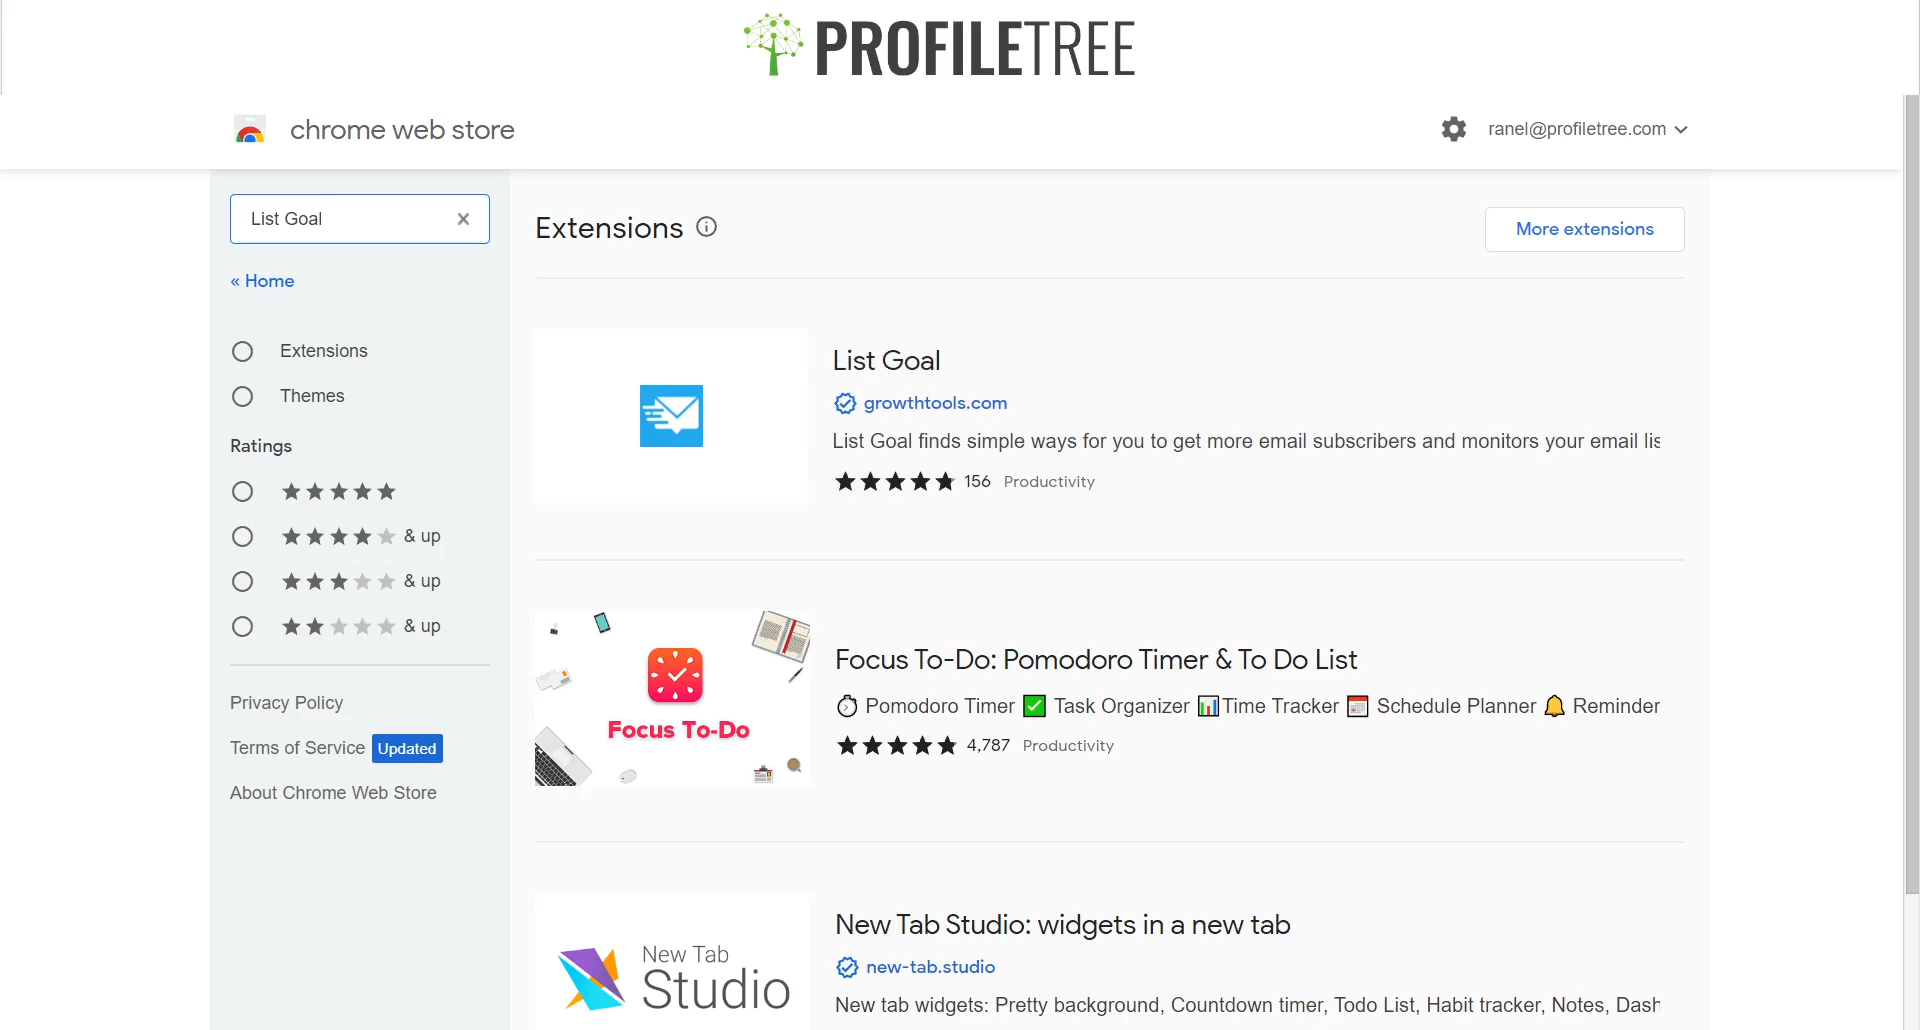 PROFILETREE
chrome web store
ranel@profiletree.com
List Goal
« Home
Extensions
Themes
Ratings
& up
& up
& up
Privacy Policy
Terms of Service Updated
About Chrome Web Store
Extensions
More extensions
List Goal
growthtools.com
List Goal finds simple ways for you to get more email subscribers and monitors your email lis
156 Productivity
Focus To-Do
Focus To-Do: Pomodoro Timer & To Do List
Pomodoro Timer ✅ Task Organizer 📊Time Tracker 📅 Schedule Planner 🔔 Reminder
4,787 Productivity
New Tab
Studio
New Tab Studio: widgets in a new tab
new-tab.studio
New tab widgets: Pretty background, Countdown timer, Todo List, Habit tracker, Notes, Dash